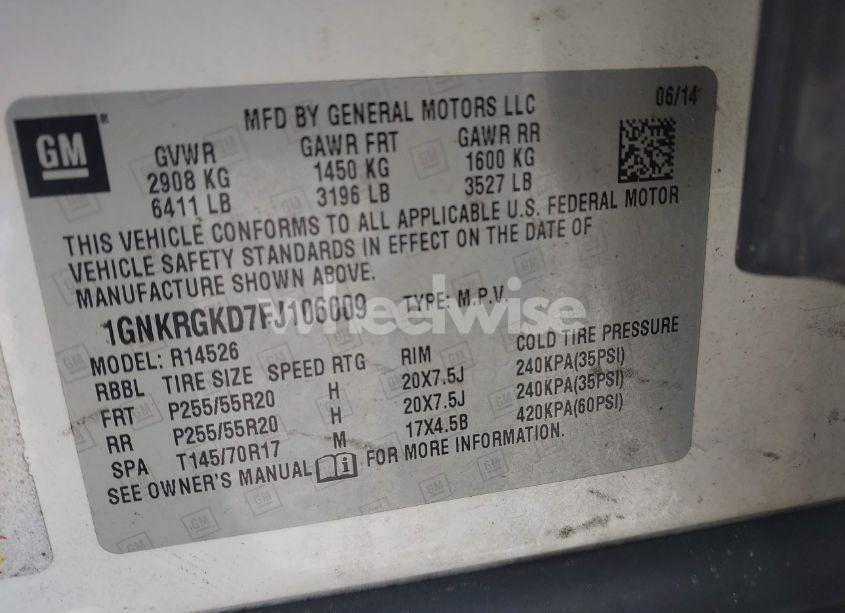 MFD BY GENERAL MOTORS LLC 06/14
GM
GVWR GAWR FRT GAWR RR
2908 KG 1450 KG 1600 KG
6411 LB 3196 LB 3527 LB
THIS VEHICLE CONFORMS TO ALL APPLICABLE U.S. FEDERAL MOTOR
VEHICLE SAFETY STANDARDS IN EFFECT ON THE DATE OF
MANUFACTURE SHOWN ABOVE.
1GNKRGKD7FJ106009 TYPE: M.P.V.
wheelwise
MODEL: R14526
RBBL TIRE SIZE SPEED RTG RIM COLD TIRE PRESSURE
FRT P255/55R20 H 20X7.5J 240KPA(35PSI)
RR P255/55R20 H 20X7.5J 240KPA(35PSI)
SPA T145/70R17 M 17X4.5B 420KPA(60PSI)
SEE OWNER'S MANUAL i FOR MORE INFORMATION.